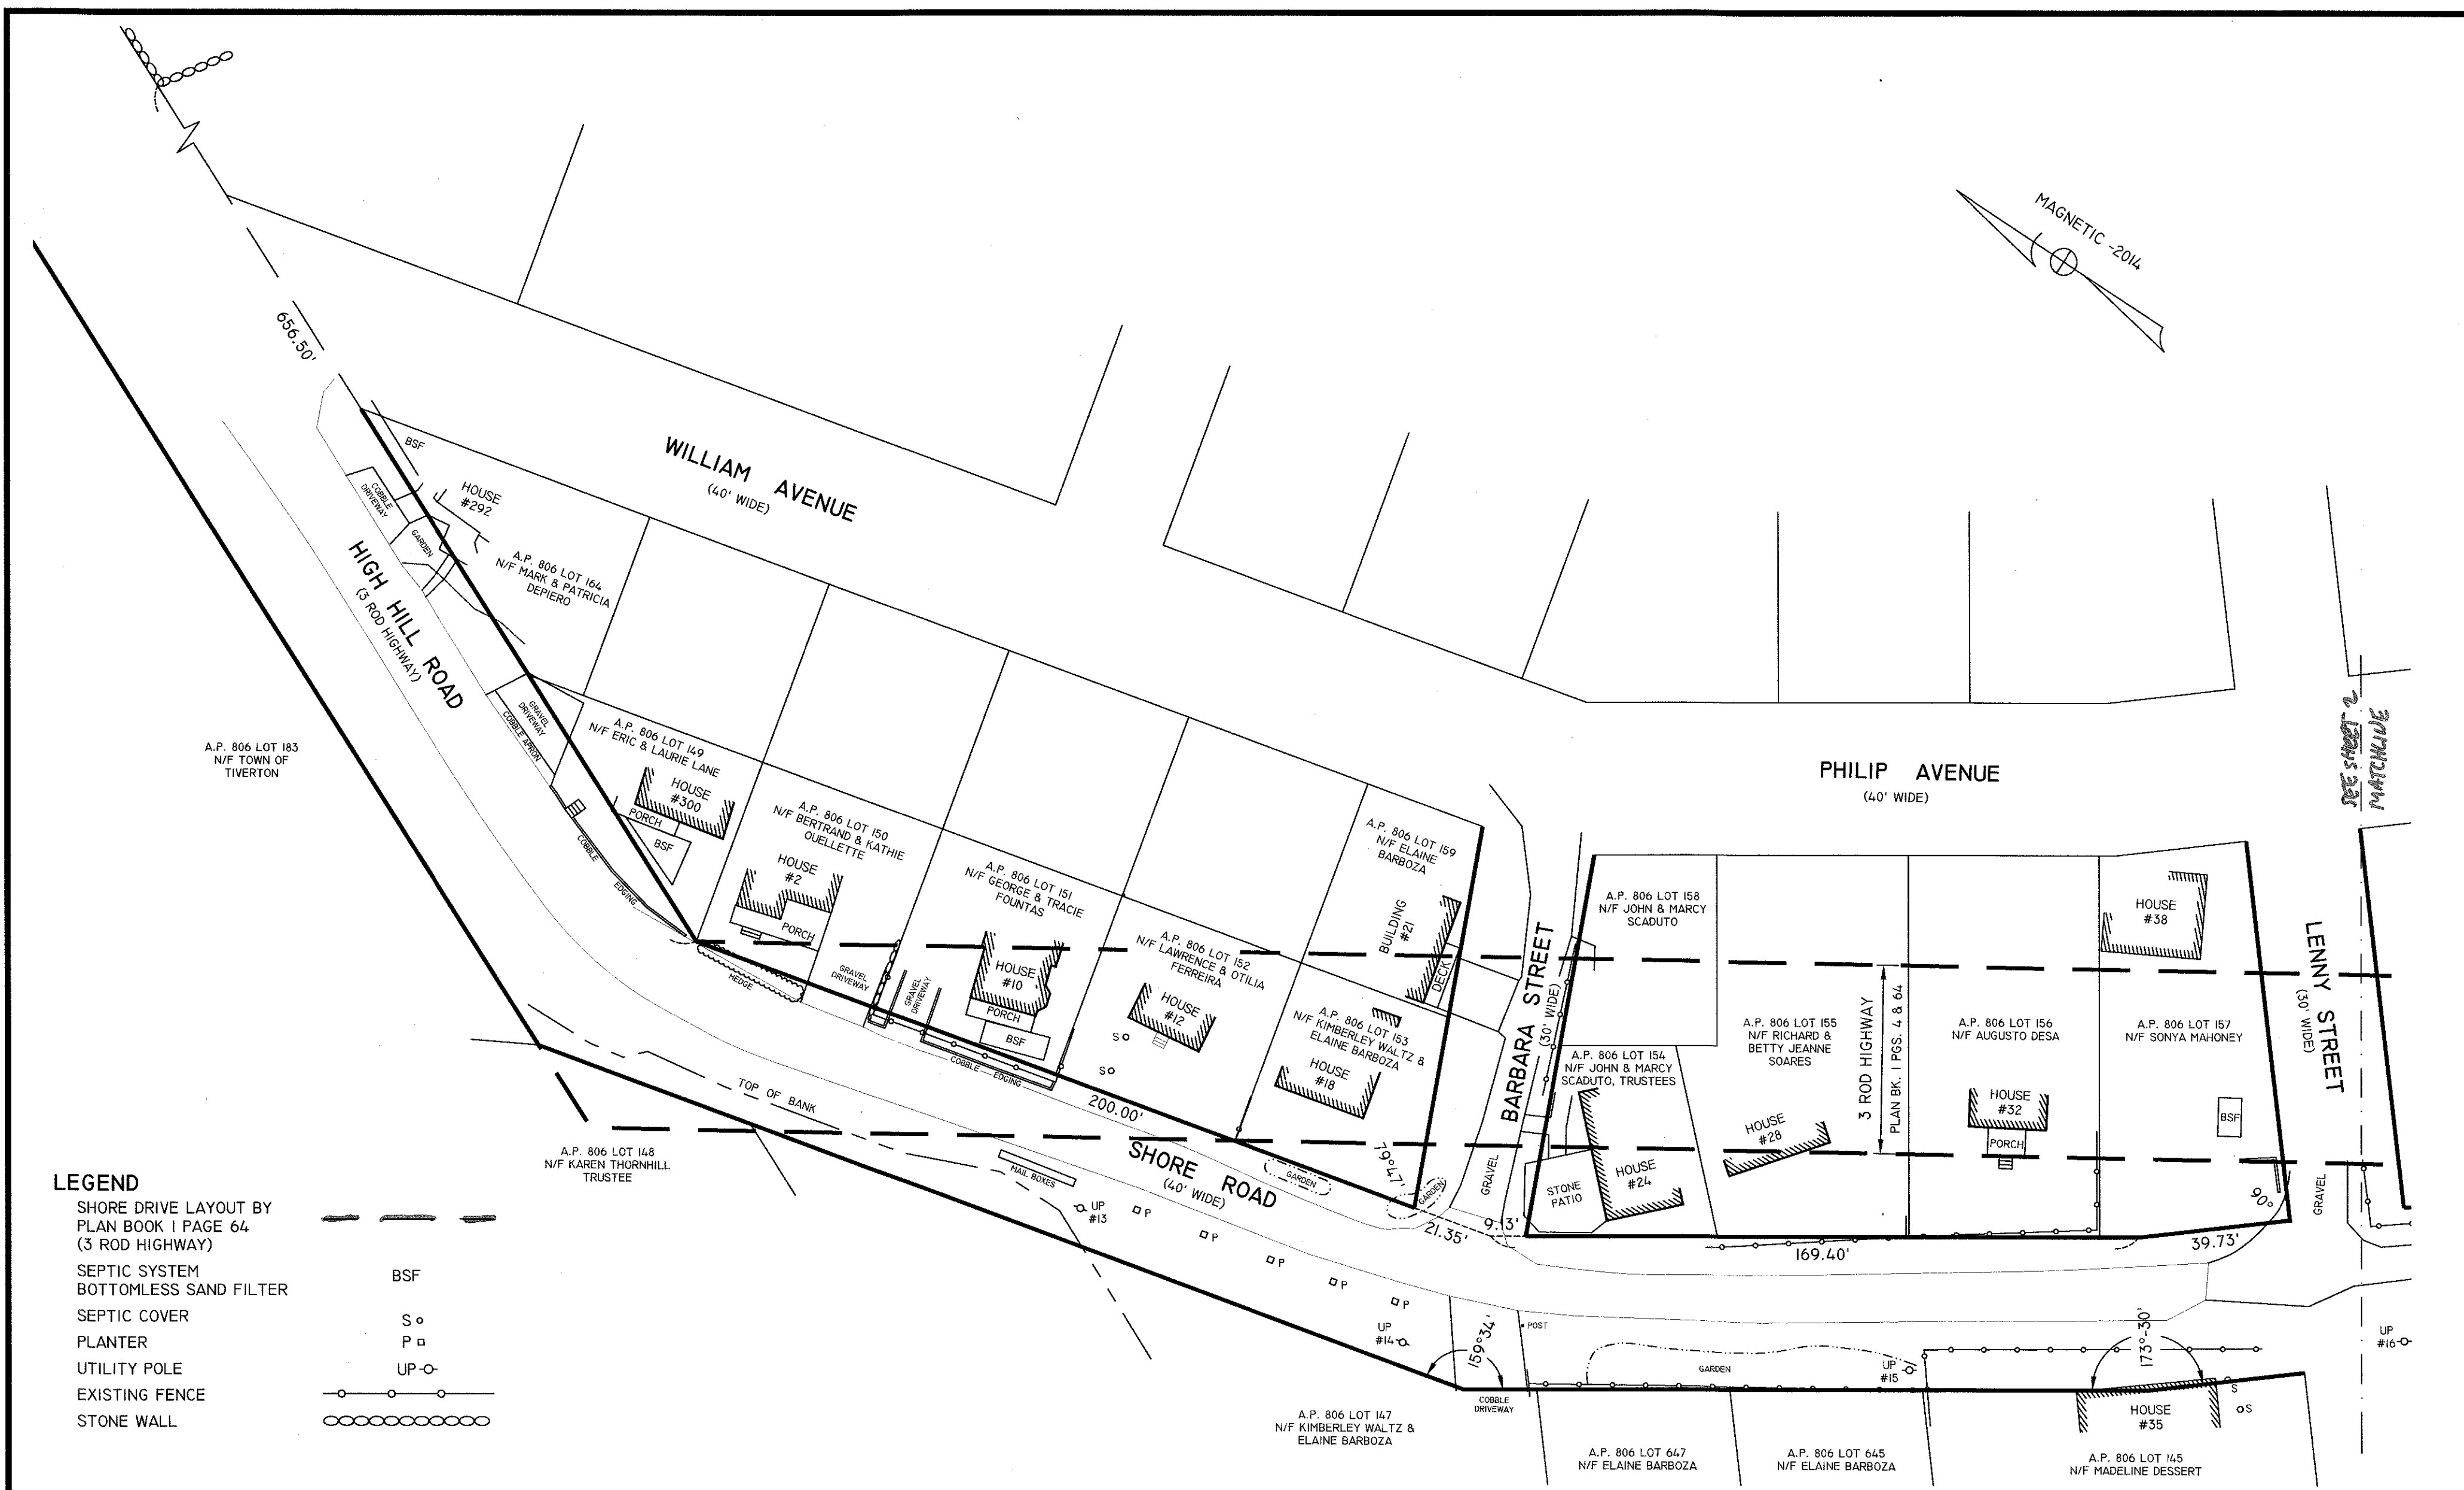 MAGNETIC -2014
656.50'
WILLIAM AVENUE
(40' WIDE)
BSF
HOUSE
#292
COBBLE
DRIVEWAY
GARDEN
A.P. 806 LOT 164
N/F MARK & PATRICIA
DEPIERO
HIGH HILL ROAD
(3 ROD HIGHWAY)
A.P. 806 LOT 183
N/F TOWN OF
TIVERTON
GRAVEL
DRIVEWAY
COBBLE APRON
A.P. 806 LOT 149
N/F ERIC & LAURIE LANE
HOUSE
#300
PORCH
BSF
COBBLE
EDGING
A.P. 806 LOT 150
N/F BERTRAND & KATHIE
OUELLETTE
HOUSE
#2
PORCH
HEDGE
GRAVEL
DRIVEWAY
GRAVEL
DRIVEWAY
A.P. 806 LOT 151
N/F GEORGE & TRACIE
FOUNTAS
HOUSE
#10
PORCH
BSF
COBBLE EDGING
A.P. 806 LOT 152
N/F LAWRENCE & OTILIA
FERREIRA
HOUSE
#12
S
S
A.P. 806 LOT 159
N/F ELAINE
BARBOZA
BUILDING
#21
DECK
A.P. 806 LOT 153
N/F KIMBERLEY WALTZ &
ELAINE BARBOZA
HOUSE
#18
200.00'
79°47'
GARDEN
GARDEN
21.35'
9.13'
SHORE ROAD
(40' WIDE)
TOP OF BANK
MAIL BOXES
UP
#13
P
P
P
P
P
UP
#14
159°34'
A.P. 806 LOT 148
N/F KAREN THORNHILL
TRUSTEE
BARBARA STREET
(30' WIDE)
GRAVEL
PHILIP AVENUE
(40' WIDE)
SEE SHEET 2
MATCHLINE
A.P. 806 LOT 158
N/F JOHN & MARCY
SCADUTO
A.P. 806 LOT 154
N/F JOHN & MARCY
SCADUTO, TRUSTEES
STONE
PATIO
HOUSE
#24
A.P. 806 LOT 155
N/F RICHARD &
BETTY JEANNE
SOARES
HOUSE
#28
3 ROD HIGHWAY
PLAN BK. 1 PGS. 4 & 64
A.P. 806 LOT 156
N/F AUGUSTO DESA
HOUSE
#32
PORCH
HOUSE
#38
A.P. 806 LOT 157
N/F SONYA MAHONEY
BSF
90°
LENNY STREET
(30' WIDE)
GRAVEL
169.40'
39.73'
POST
GARDEN
UP
#15
173°-30'
UP
#16
COBBLE
DRIVEWAY
HOUSE
#35
S
S
A.P. 806 LOT 147
N/F KIMBERLEY WALTZ &
ELAINE BARBOZA
A.P. 806 LOT 647
N/F ELAINE BARBOZA
A.P. 806 LOT 645
N/F ELAINE BARBOZA
A.P. 806 LOT 145
N/F MADELINE DESSERT
LEGEND
SHORE DRIVE LAYOUT BY
PLAN BOOK 1 PAGE 64
(3 ROD HIGHWAY)
SEPTIC SYSTEM
BOTTOMLESS SAND FILTER BSF
SEPTIC COVER S
PLANTER P
UTILITY POLE UP
EXISTING FENCE
STONE WALL